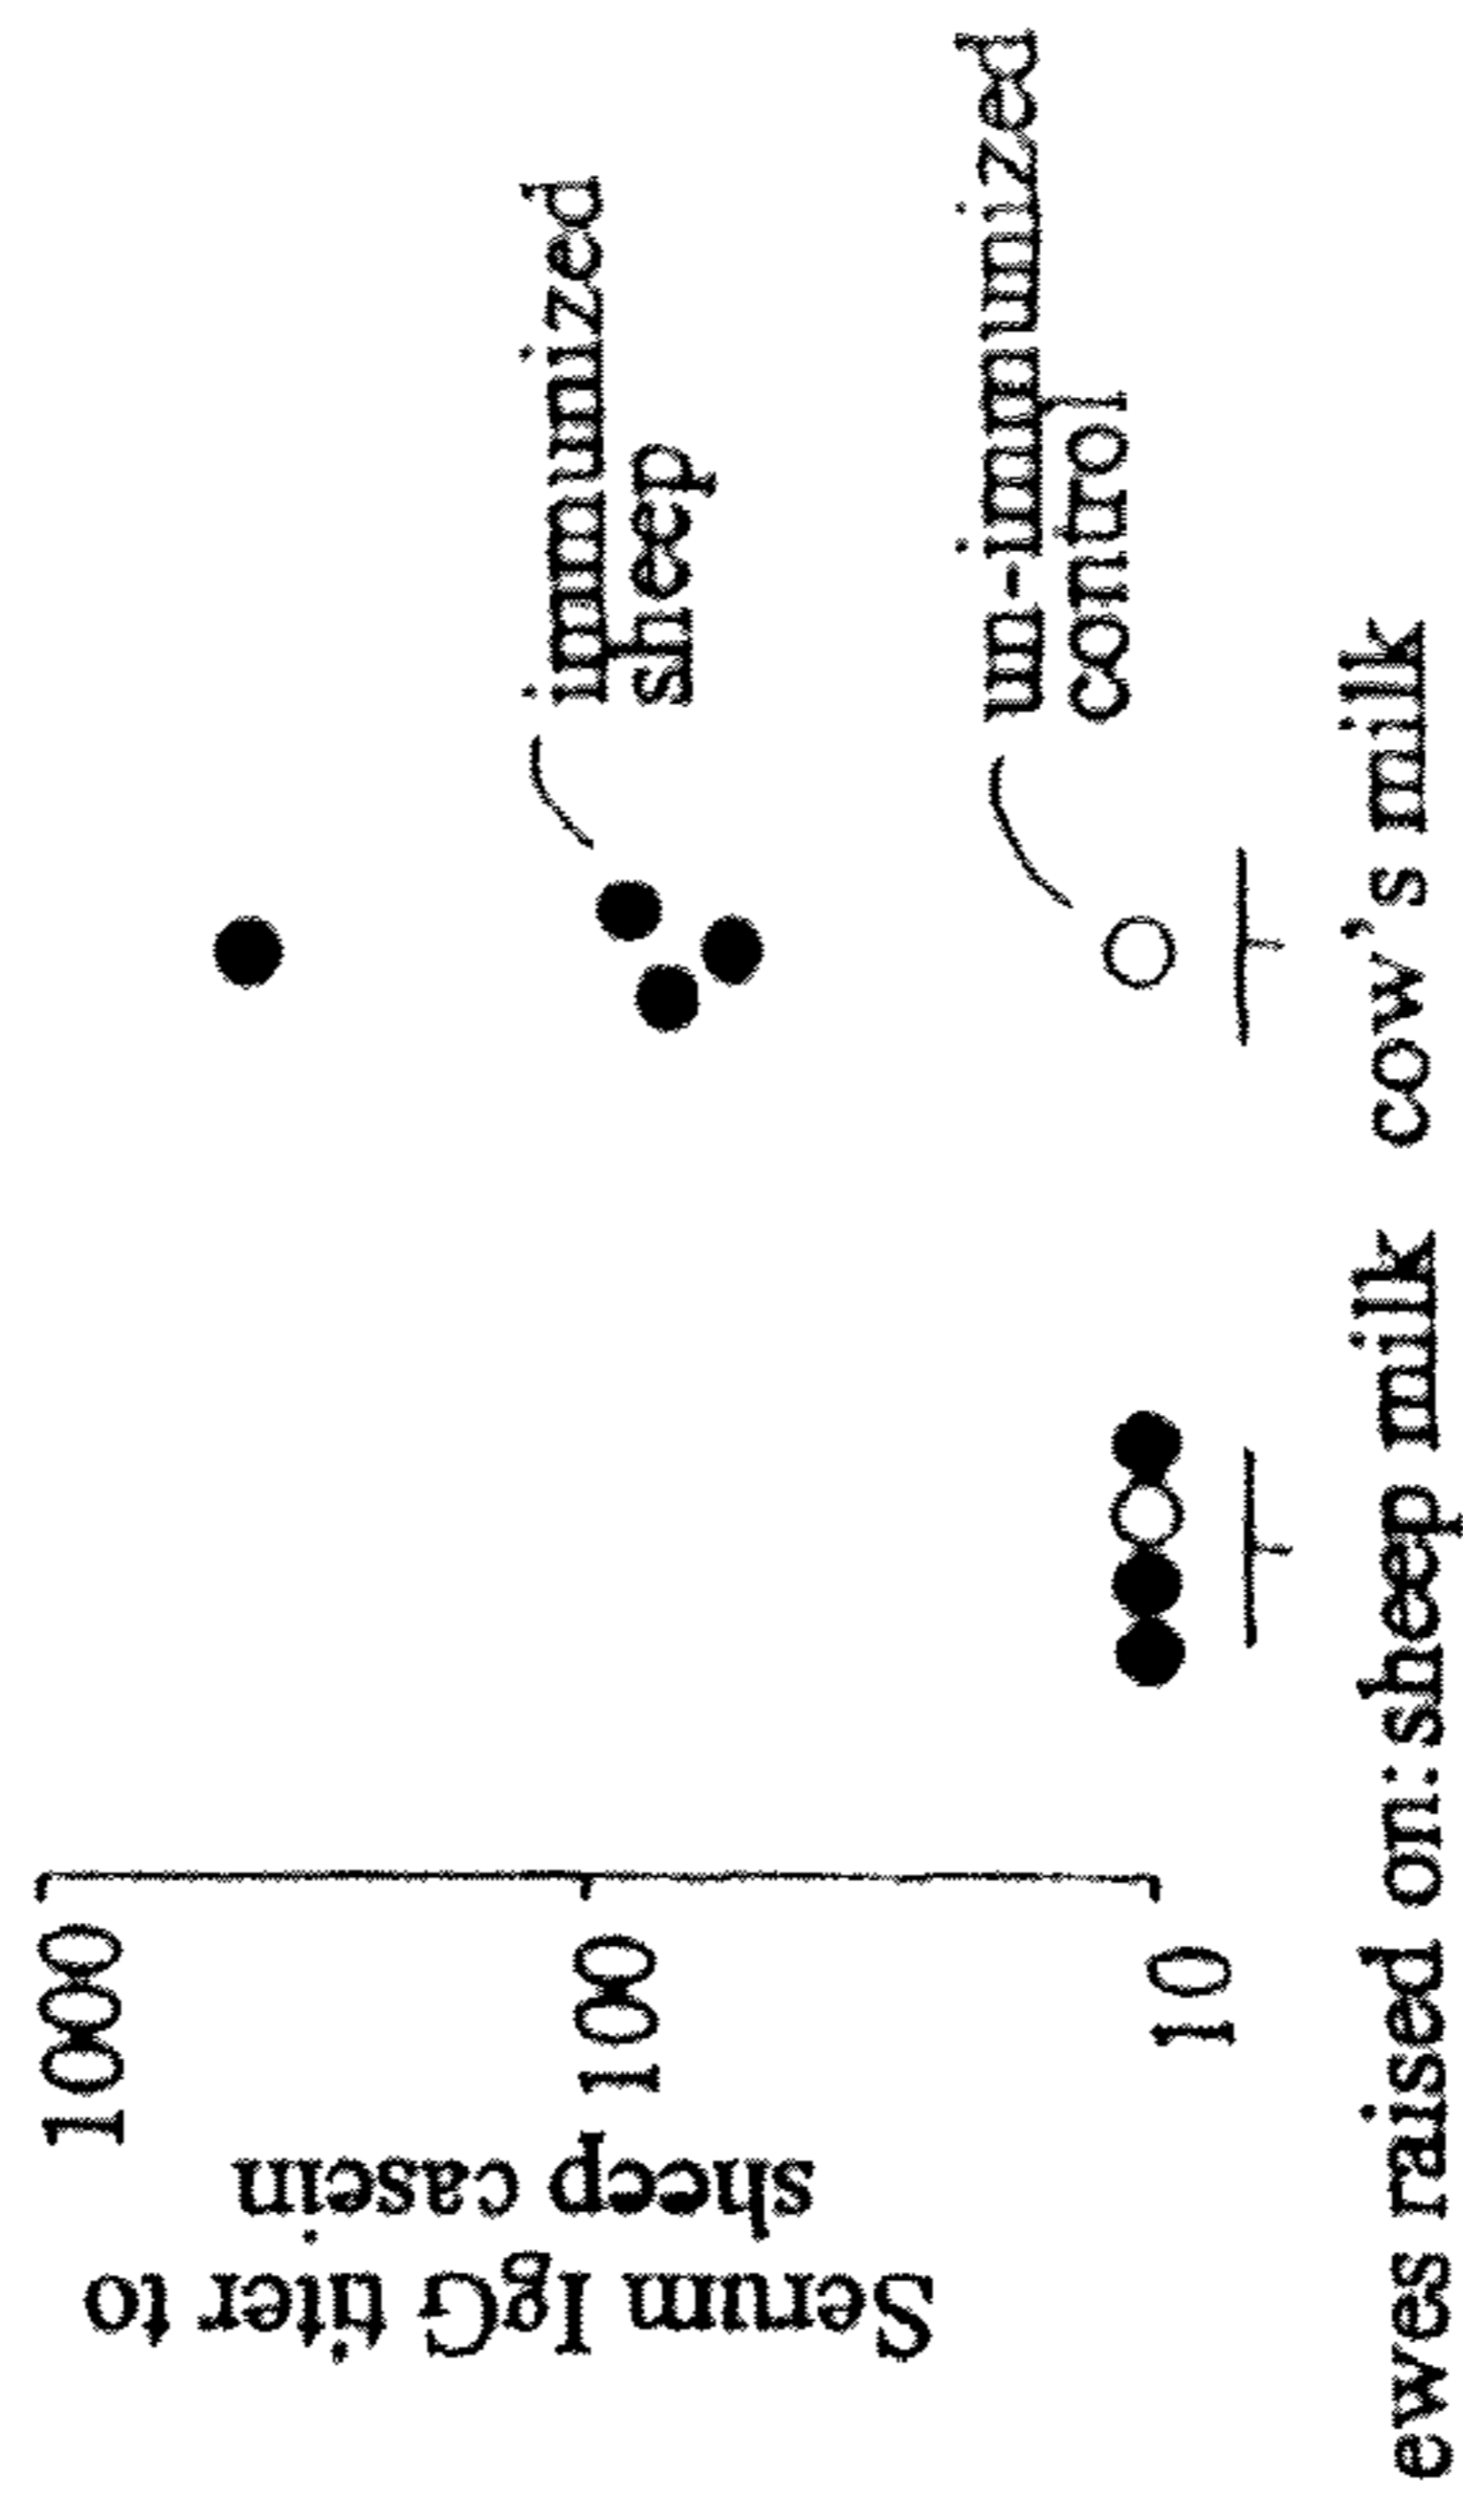 Serum IgG titer to
sheep casein
1000
100
10
immunized
sheep
un-immunized
control
ewes raised on: sheep milk cow's milk